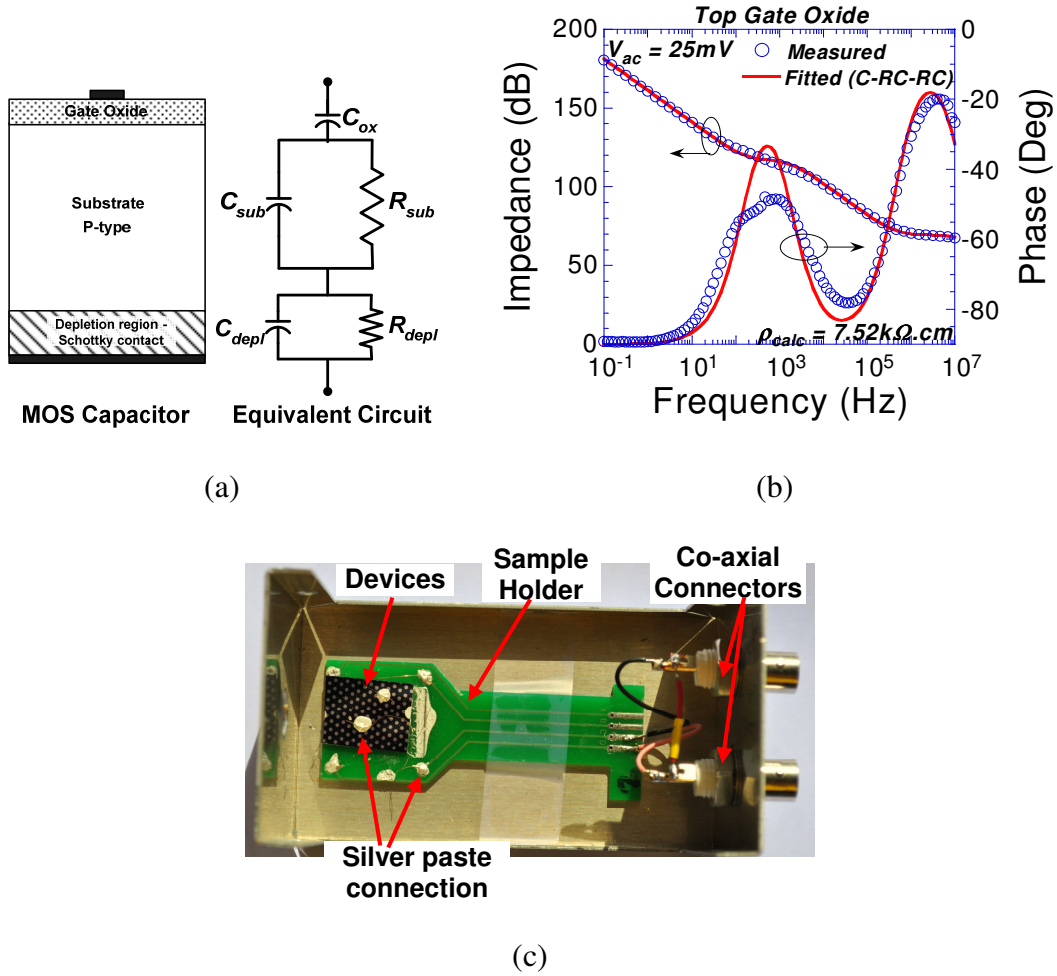 Gate Oxide
Substrate
P-type
Depletion region -
Schottky contact
MOS Capacitor
C_ox
C_sub
R_sub
C_depl
R_depl
Equivalent Circuit
(a)
Top Gate Oxide
V_ac = 25mV
Measured
Fitted (C-RC-RC)
ρ_calc = 7.52kΩ.cm
Impedance (dB)
200
150
100
50
0
Phase (Deg)
0
-20
-40
-60
-80
10^-1
10^1
10^3
10^5
10^7
Frequency (Hz)
(b)
Devices
Sample
Holder
Co-axial
Connectors
Silver paste
connection
(c)